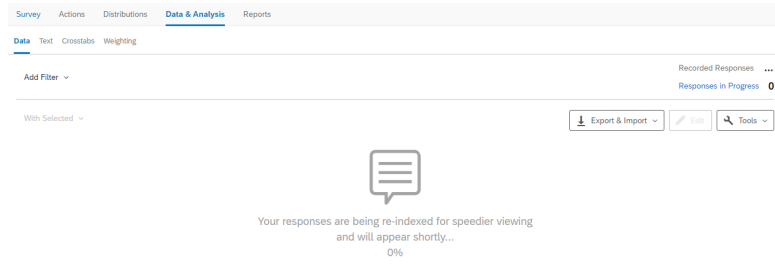 Survey Actions Distributions Data & Analysis Reports
Data Text Crosstabs Weighting
Add Filter
Recorded Responses ...
Responses in Progress 0
With Selected
Export & Import Edit Tools
Your responses are being re-indexed for speedier viewing
and will appear shortly...
0%